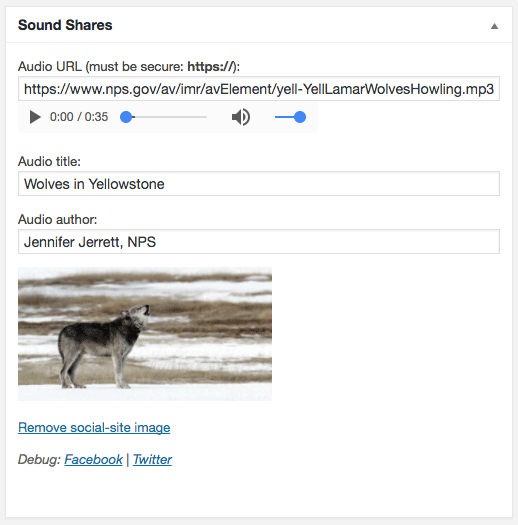 Sound Shares
Audio URL (must be secure: https://):
https://www.nps.gov/av/imr/avElement/yell-YellLamarWolvesHowling.mp3
0:00 / 0:35
Audio title:
Wolves in Yellowstone
Audio author:
Jennifer Jerrett, NPS
Remove social-site image
Debug: Facebook | Twitter